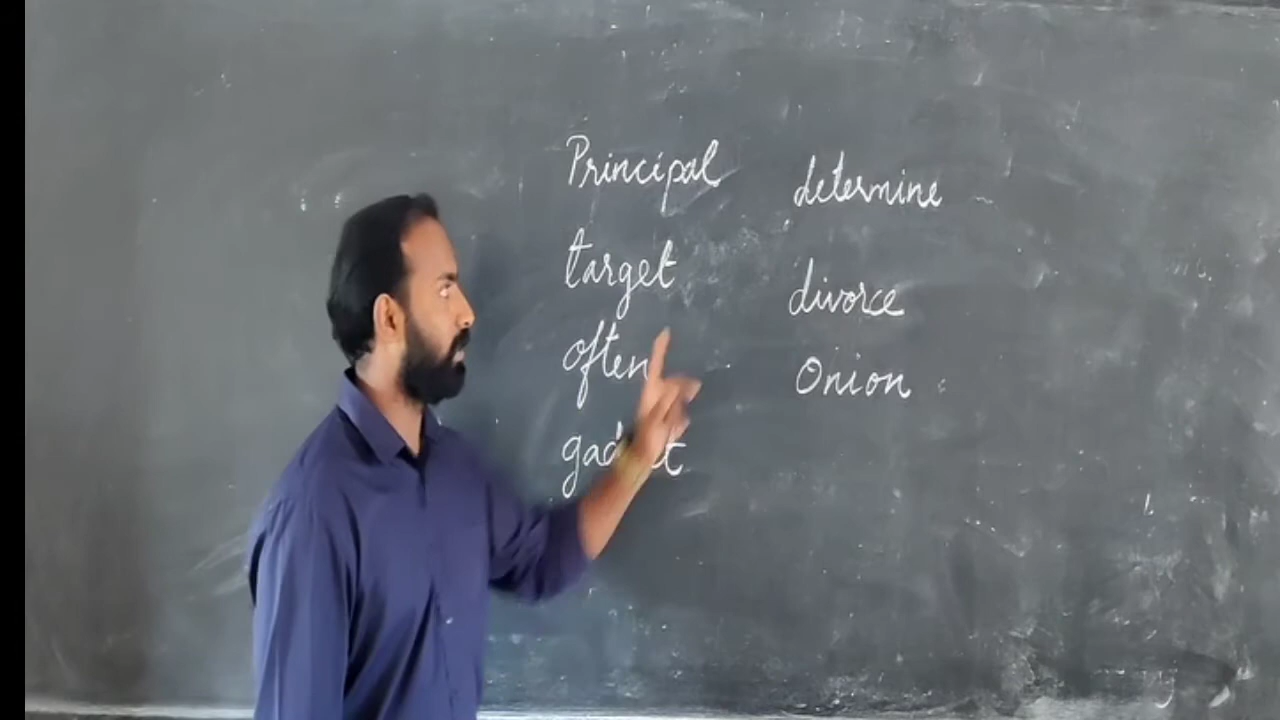 Principal
target
often
determine
divorce
Onion